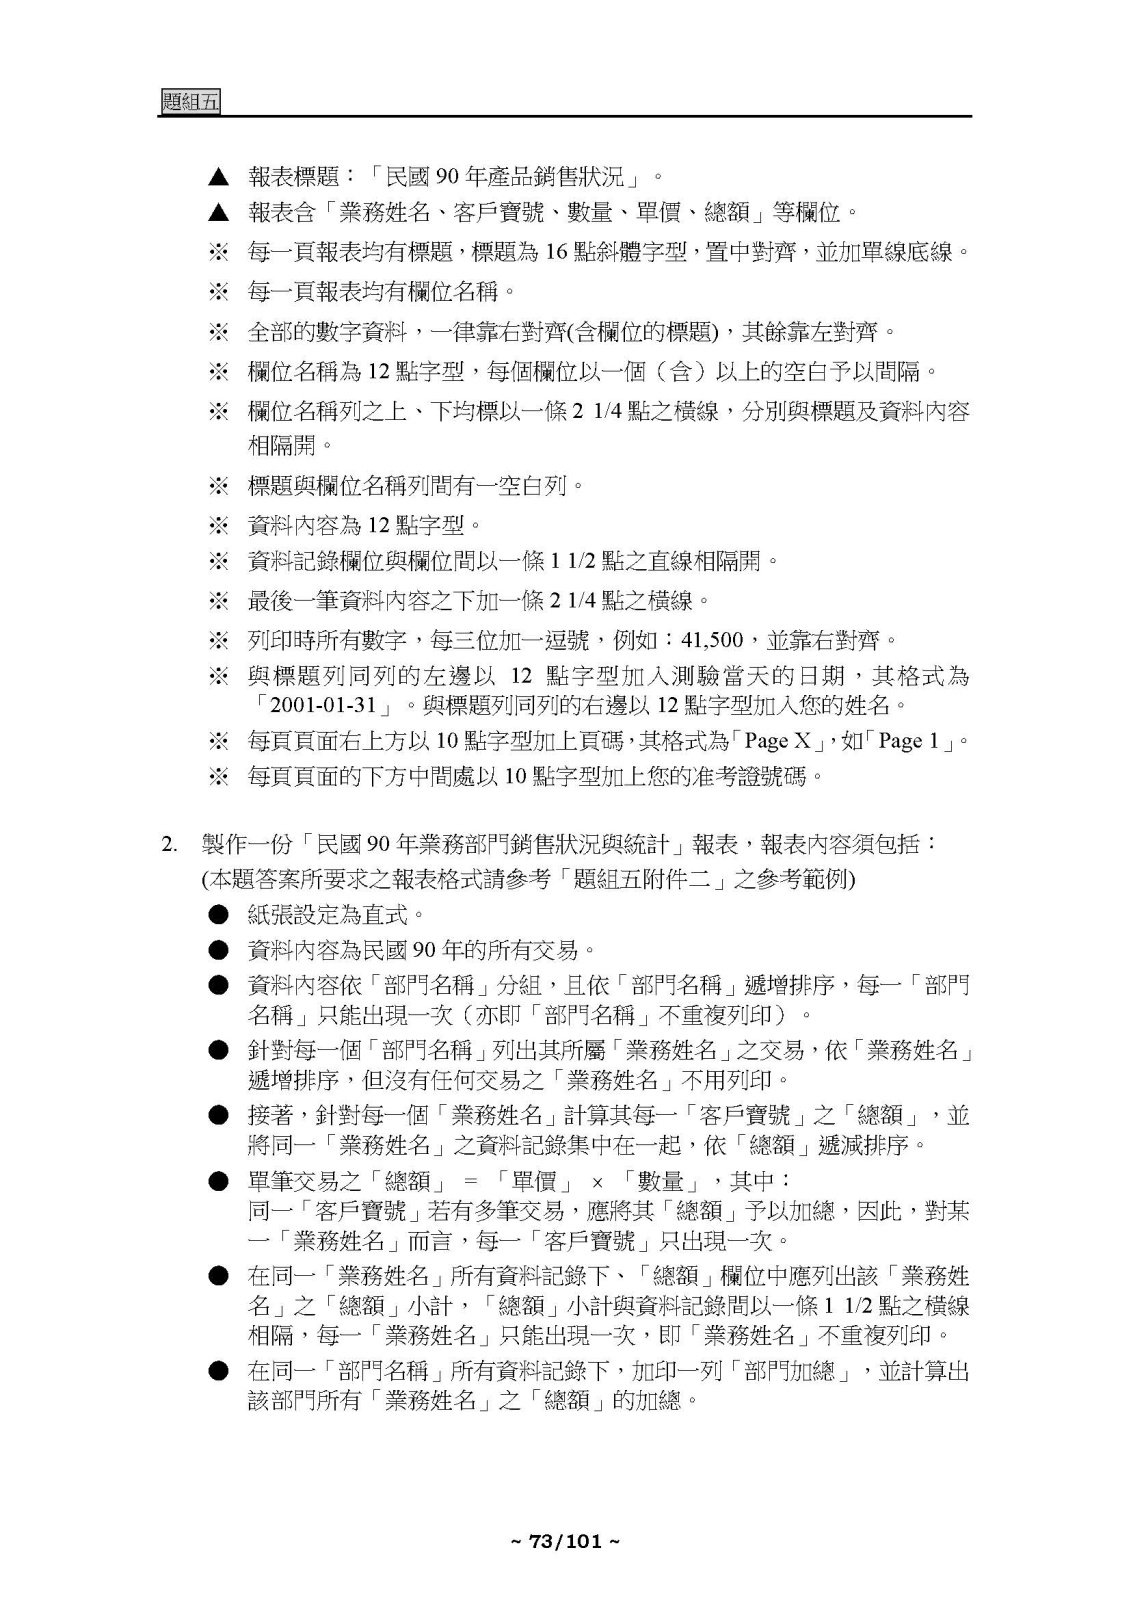 題組五
▲ 報表標題：「民國 90 年產品銷售狀況」。
▲ 報表含「業務姓名、客戶寶號、數量、單價、總額」等欄位。
※ 每一頁報表均有標題，標題為 16 點斜體字型，置中對齊，並加單線底線。
※ 每一頁報表均有欄位名稱。
※ 全部的數字資料，一律靠右對齊(含欄位的標題)，其餘靠左對齊。
※ 欄位名稱為 12 點字型，每個欄位以一個（含）以上的空白予以間隔。
※ 欄位名稱列之上、下均標以一條 2 1/4 點之橫線，分別與標題及資料內容
相隔開。
※ 標題與欄位名稱列間有一空白列。
※ 資料內容為 12 點字型。
※ 資料記錄欄位與欄位間以一條 1 1/2 點之直線相隔開。
※ 最後一筆資料內容之下加一條 2 1/4 點之橫線。
※ 列印時所有數字，每三位加一逗號，例如：41,500，並靠右對齊。
※ 與標題列同列的左邊以 12 點字型加入測驗當天的日期，其格式為
「2001-01-31」。與標題列同列的右邊以 12 點字型加入您的姓名。
※ 每頁頁面右上方以 10 點字型加上頁碼，其格式為「Page X」，如「Page 1」。
※ 每頁頁面的下方中間處以 10 點字型加上您的准考證號碼。
2. 製作一份「民國 90 年業務部門銷售狀況與統計」報表，報表內容須包括：
(本題答案所要求之報表格式請參考「題組五附件二」之參考範例)
● 紙張設定為直式。
● 資料內容為民國 90 年的所有交易。
● 資料內容依「部門名稱」分組，且依「部門名稱」遞增排序，每一「部門
名稱」只能出現一次（亦即「部門名稱」不重複列印）。
● 針對每一個「部門名稱」列出其所屬「業務姓名」之交易，依「業務姓名」
遞增排序，但沒有任何交易之「業務姓名」不用列印。
● 接著，針對每一個「業務姓名」計算其每一「客戶寶號」之「總額」，並
將同一「業務姓名」之資料記錄集中在一起，依「總額」遞減排序。
● 單筆交易之「總額」 = 「單價」 × 「數量」，其中：
同一「客戶寶號」若有多筆交易，應將其「總額」予以加總，因此，對某
一「業務姓名」而言，每一「客戶寶號」只出現一次。
● 在同一「業務姓名」所有資料記錄下、「總額」欄位中應列出該「業務姓
名」之「總額」小計，「總額」小計與資料記錄間以一條 1 1/2 點之橫線
相隔，每一「業務姓名」只能出現一次，即「業務姓名」不重複列印。
● 在同一「部門名稱」所有資料記錄下，加印一列「部門加總」，並計算出
該部門所有「業務姓名」之「總額」的加總。
~ 73/101 ~